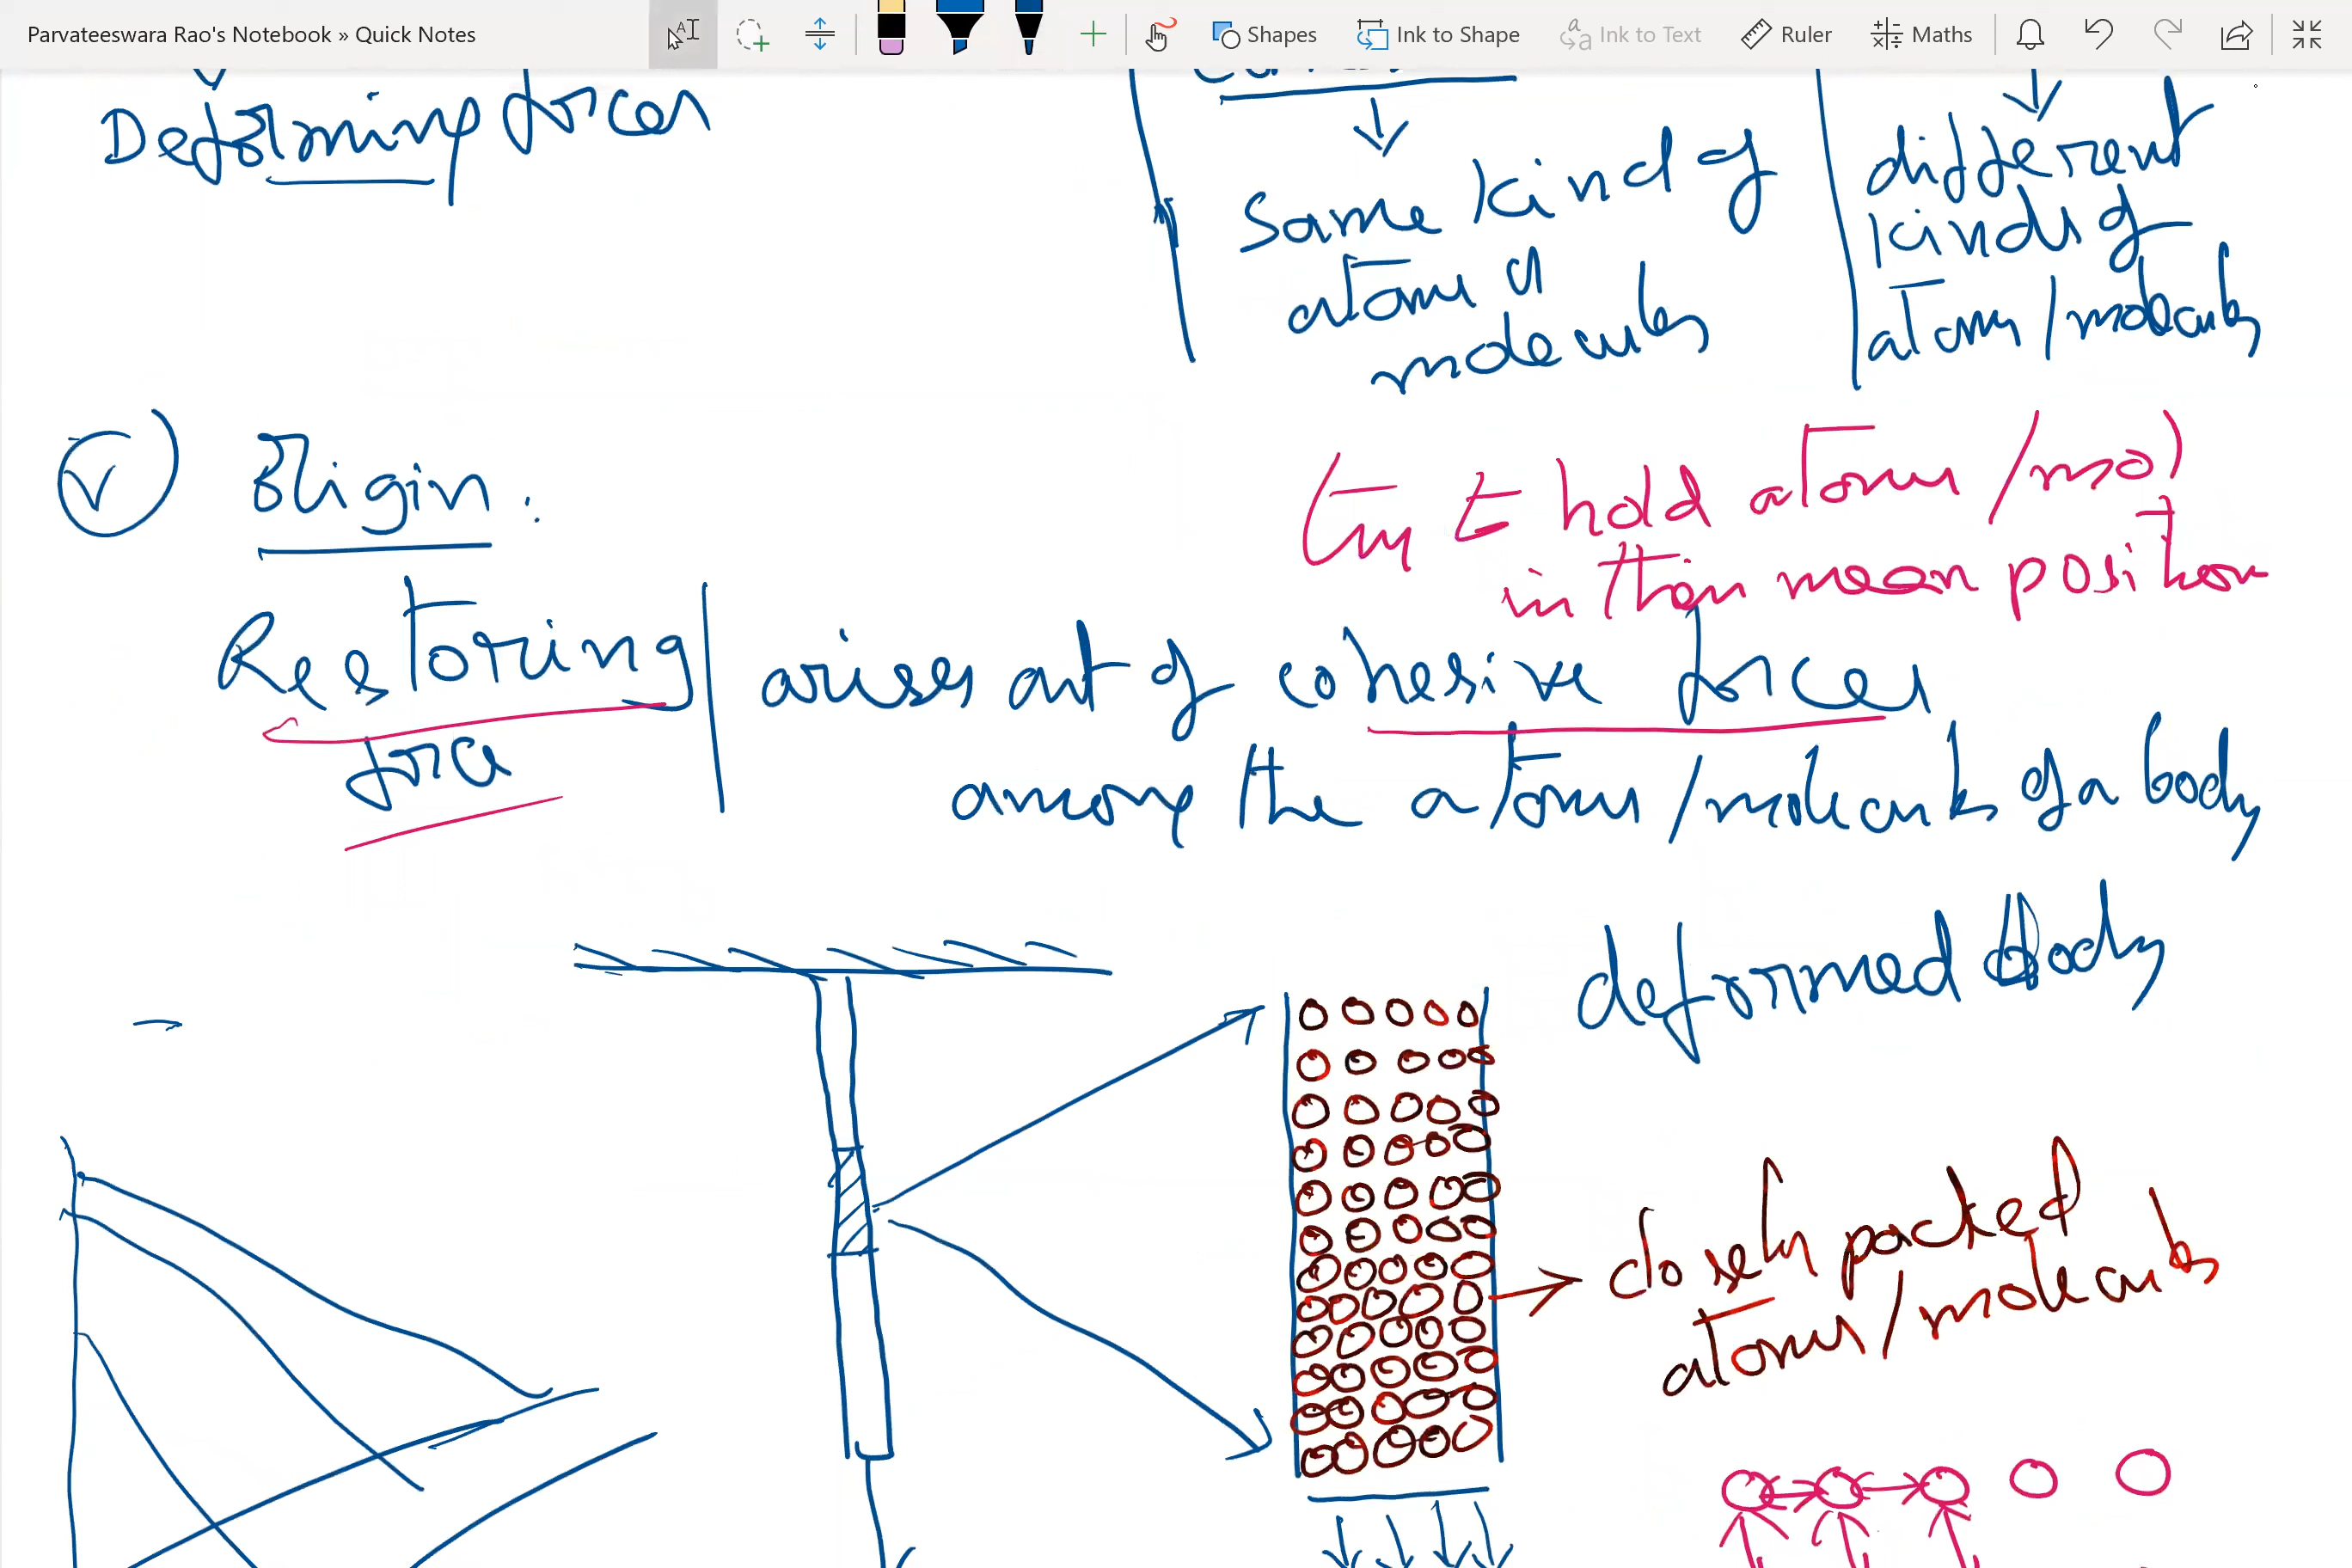 Parvateeswara Rao's Notebook » Quick Notes
Shapes
Ink to Shape
Ink to Text
Ruler
Maths
Deforming forces
same kind of
atoms or
molecules
different
kinds of
atoms/molecules
Origin:
try to hold atoms/mol
in their mean position
Restoring
force
arises out of cohesive forces
among the atoms/molecules of a body
deformed body
closely packed
atoms/molecules